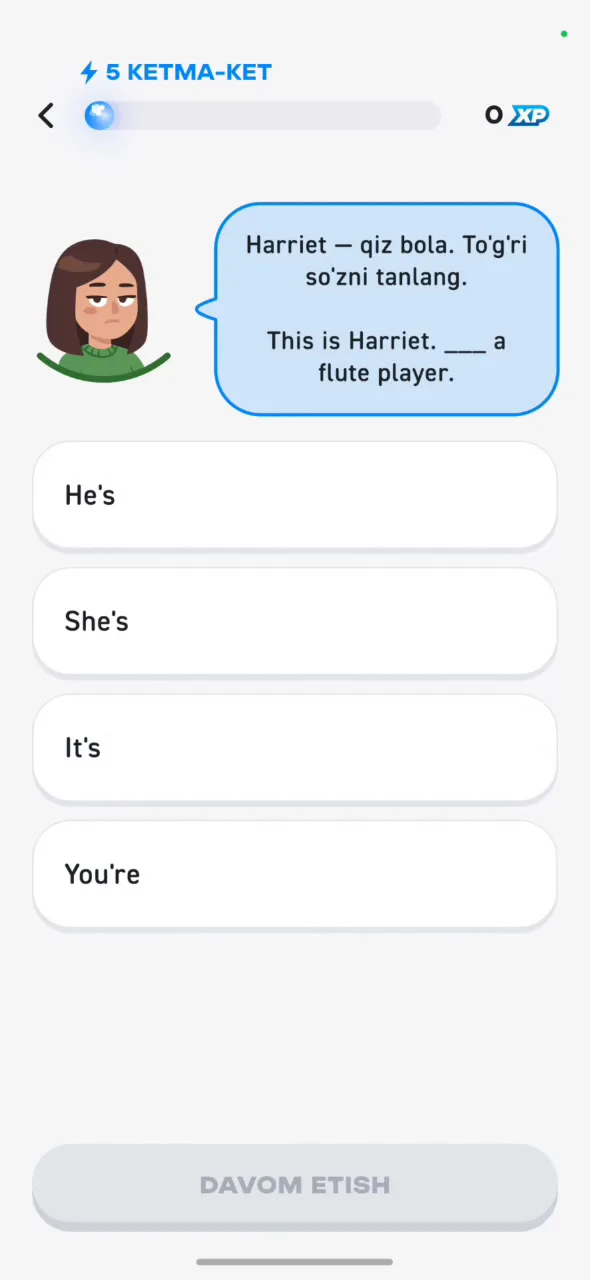 5 KETMA-KET
0 XP
Harriet – qiz bola. To'g'ri
so'zni tanlang.
This is Harriet. ___ a
flute player.
He's
She's
It's
You're
DAVOM ETISH